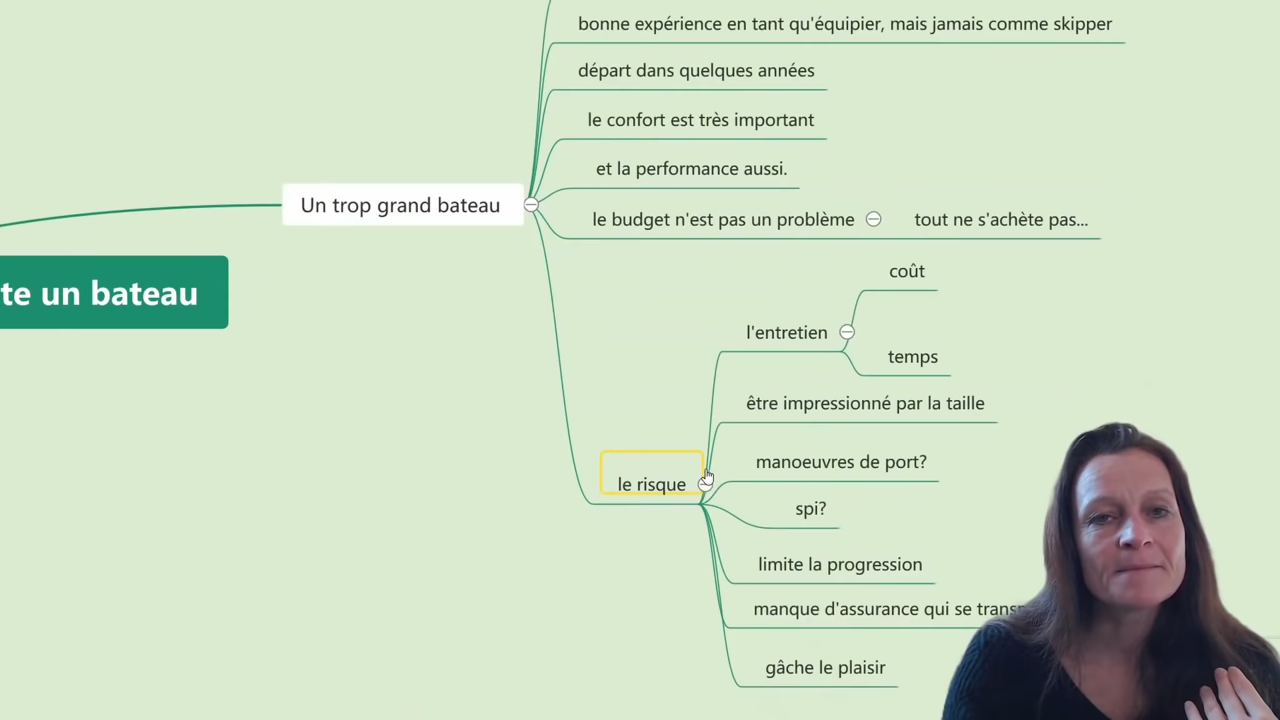 bonne expérience en tant qu'équipier, mais jamais comme skipper
départ dans quelques années
le confort est très important
et la performance aussi.
Un trop grand bateau
le budget n'est pas un problème
tout ne s'achète pas...
te un bateau
coût
l'entretien
temps
être impressionné par la taille
manoeuvres de port?
le risque
spi?
limite la progression
manque d'assurance qui se
gâche le plaisir